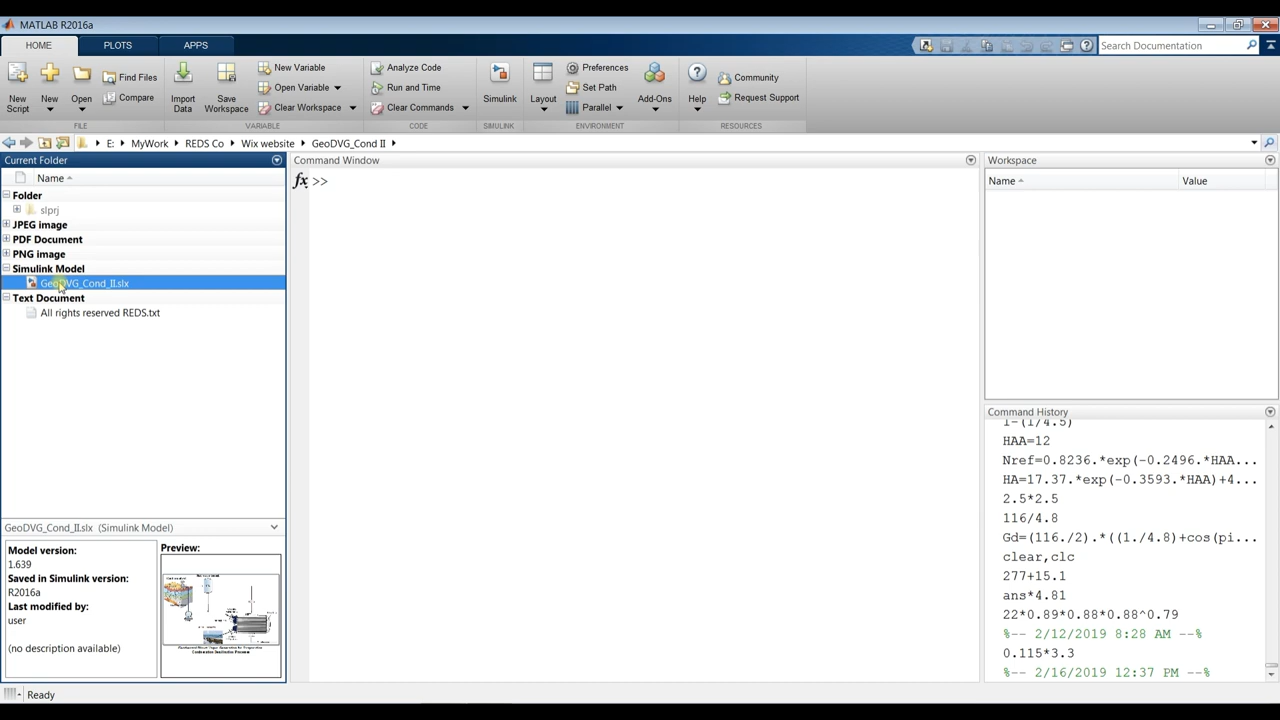 MATLAB R2016a
HOME
PLOTS
APPS
Search Documentation
New Script
New
Open
Find Files
Compare
Import Data
Save Workspace
New Variable
Open Variable
Clear Workspace
Analyze Code
Run and Time
Clear Commands
Simulink
Layout
Preferences
Set Path
Parallel
Add-Ons
Help
Community
Request Support
FILE
VARIABLE
CODE
SIMULINK
ENVIRONMENT
RESOURCES
E: MyWork REDS Co Wix website GeoDVG_Cond II
Current Folder
Name
Folder
slprj
JPEG image
PDF Document
PNG image
Simulink Model
GeoDVG_Cond_II.slx
Text Document
All rights reserved REDS.txt
GeoDVG_Cond_II.slx (Simulink Model)
Model version:
1.639
Saved in Simulink version:
R2016a
Last modified by:
user
(no description available)
Preview:
Command Window
fx >>
Workspace
Name
Value
Command History
1-(1/4.5)
HAA=12
Nref=0.8236.*exp(-0.2496.*HAA...
HA=17.37.*exp(-0.3593.*HAA)+4...
2.5*2.5
116/4.8
Gd=(116./2).*((1./4.8)+cos(pi...
clear,clc
277+15.1
ans*4.81
22*0.89*0.88*0.88^0.79
%-- 2/12/2019 8:28 AM --%
0.115*3.3
%-- 2/16/2019 12:37 PM --%
Ready